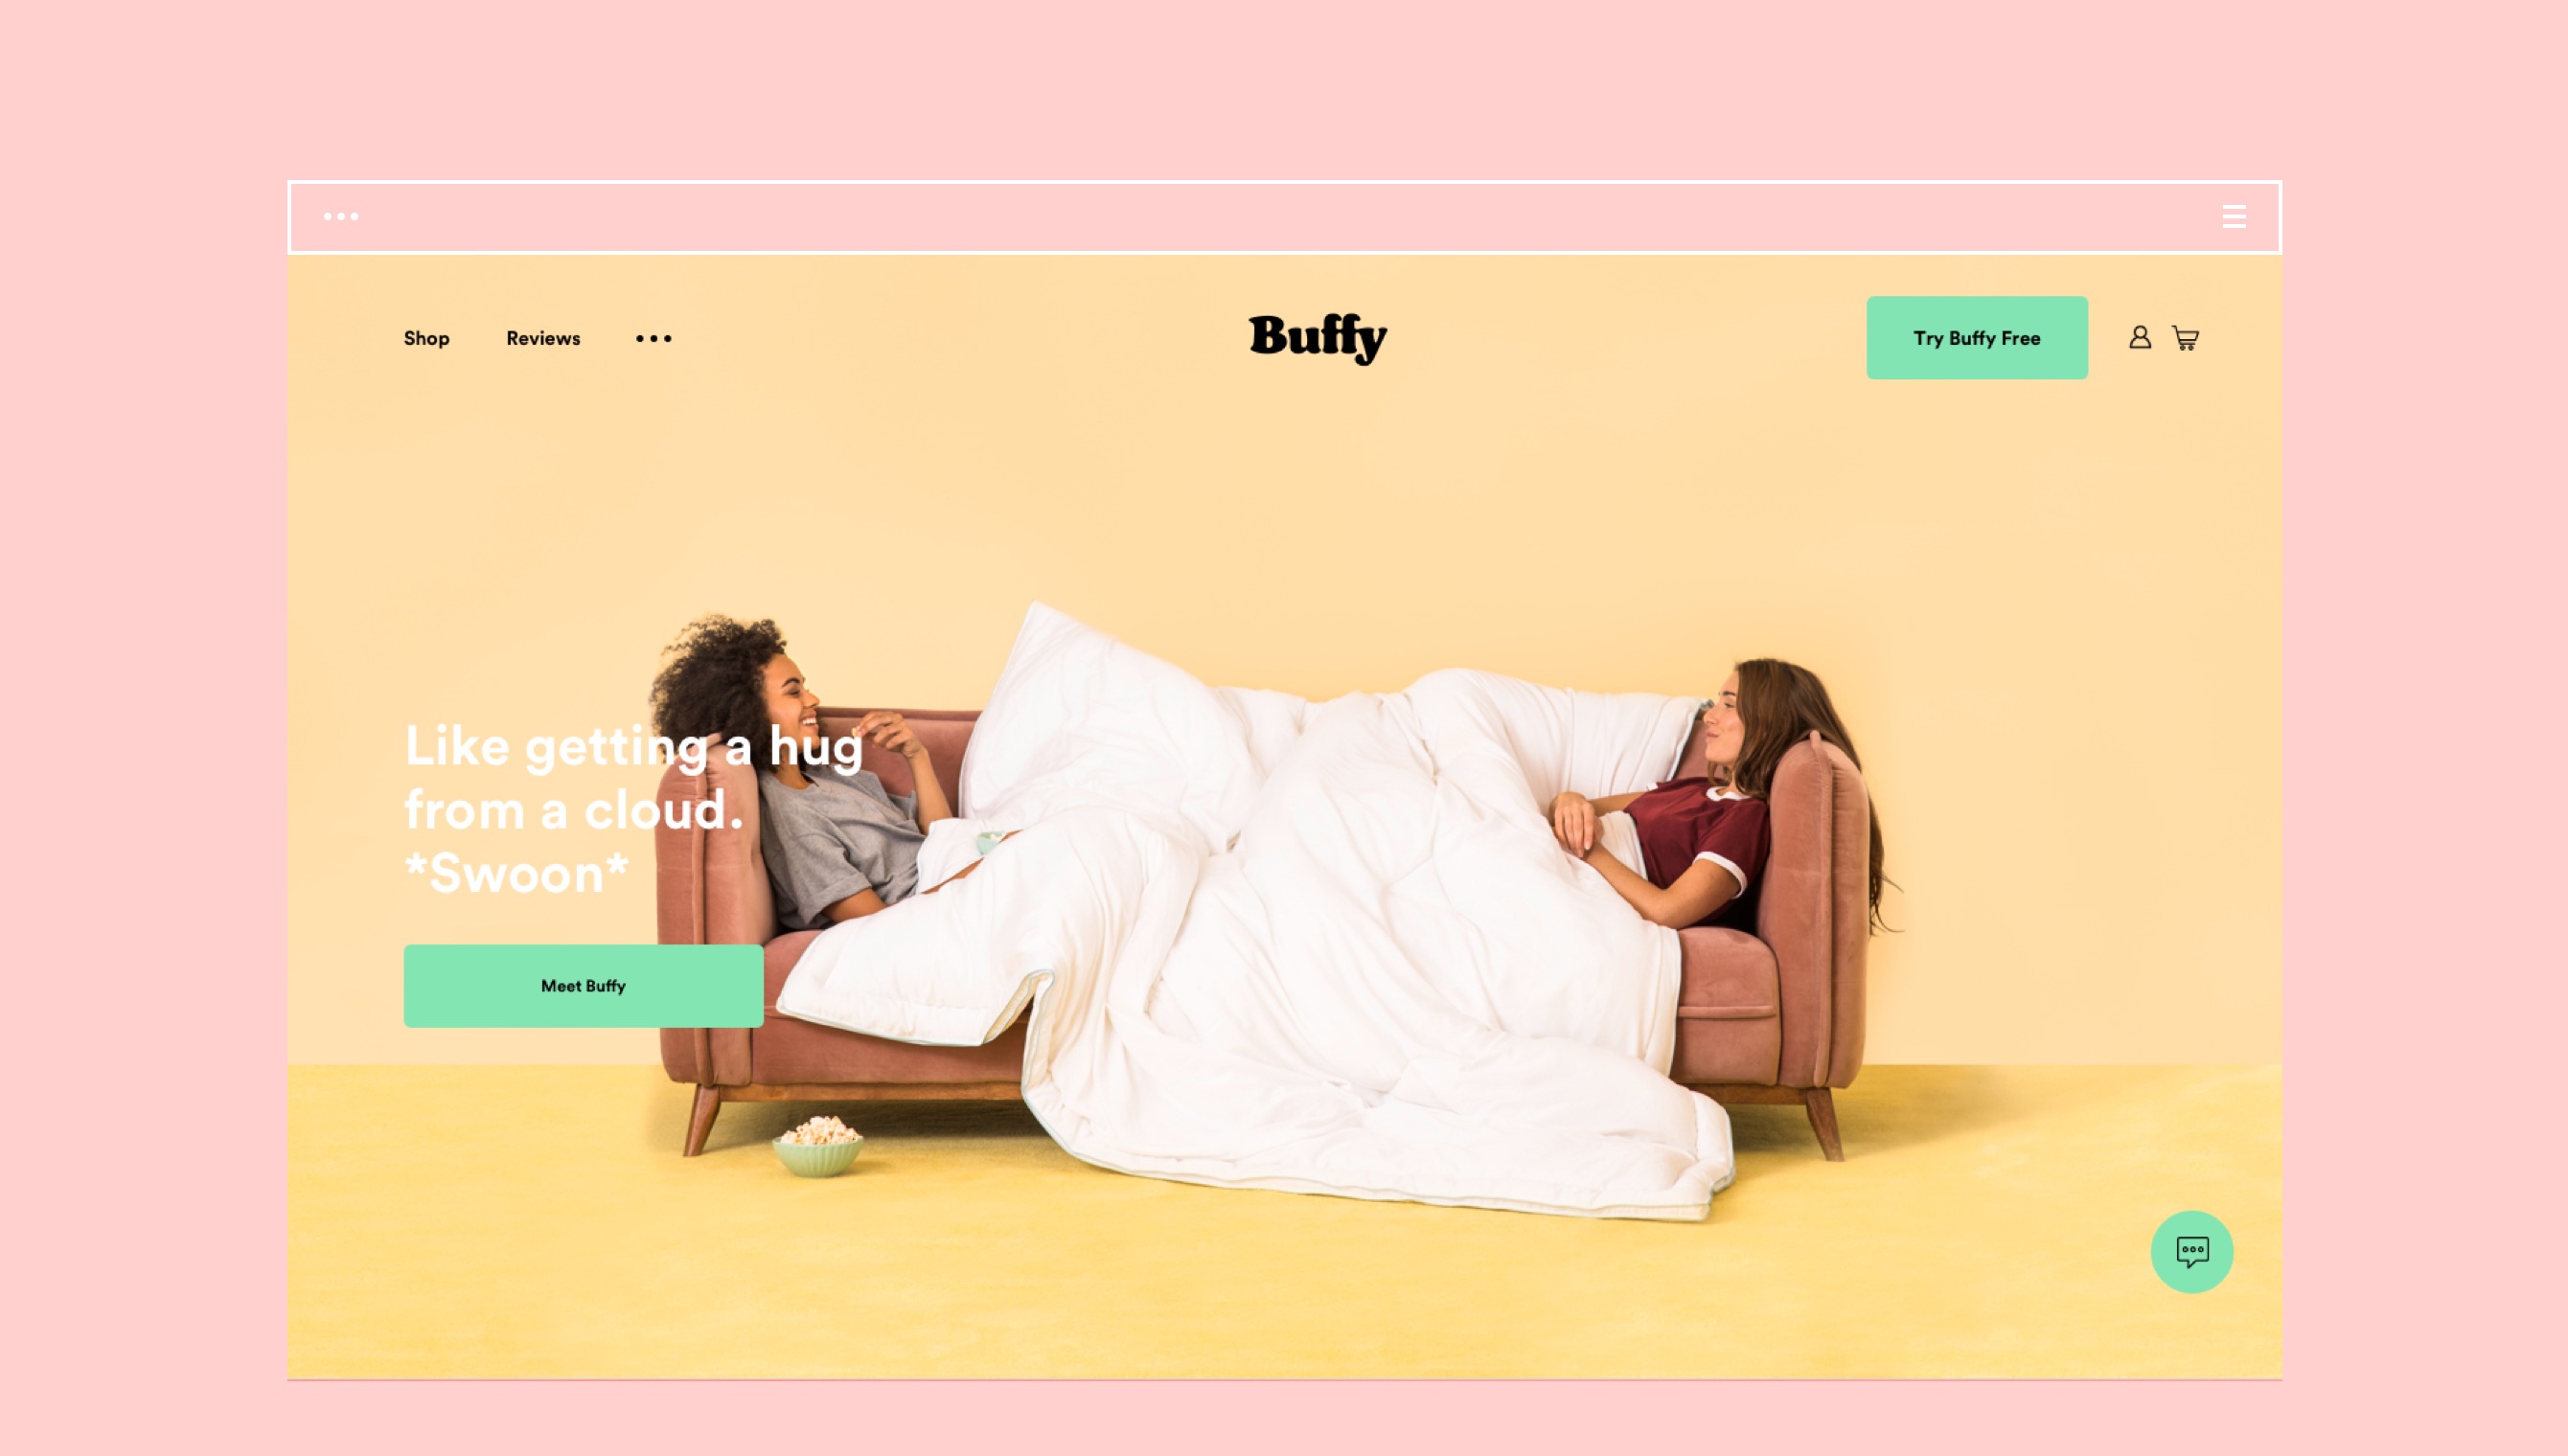 Shop
Reviews
Buffy
Try Buffy Free
Like getting a hug
from a cloud.
*Swoon*
Meet Buffy